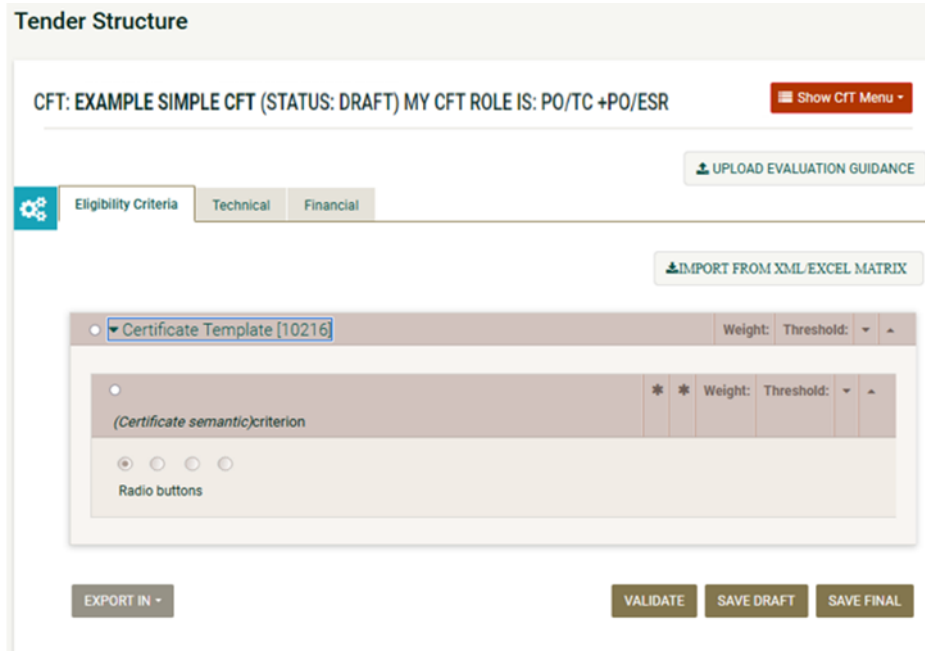 Tender Structure
CFT: EXAMPLE SIMPLE CFT (STATUS: DRAFT) MY CFT ROLE IS: PO/TC +PO/ESR
Show CfT Menu
UPLOAD EVALUATION GUIDANCE
Eligibility Criteria Technical Financial
IMPORT FROM XML/EXCEL MATRIX
Certificate Template [10216] Weight: Threshold:
* * Weight: Threshold:
(Certificate semantic)criterion
Radio buttons
EXPORT IN VALIDATE SAVE DRAFT SAVE FINAL